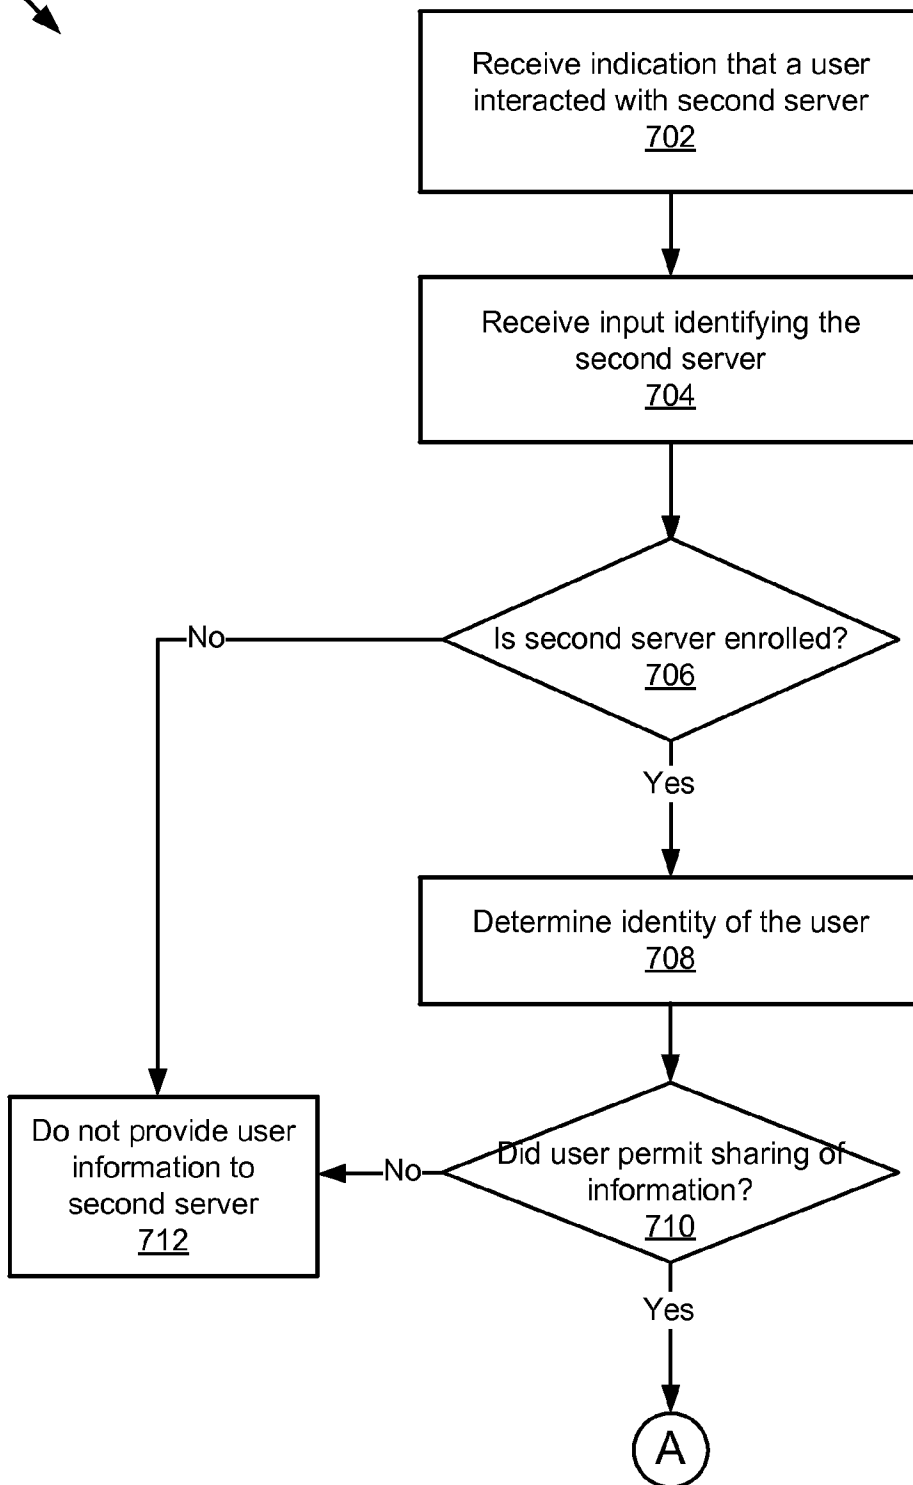 Receive indication that a user
interacted with second server
702
Receive input identifying the
second server
704
Is second server enrolled?
706
No
Yes
Determine identity of the user
708
Did user permit sharing of
information?
710
No
Do not provide user
information to
second server
712
Yes
A